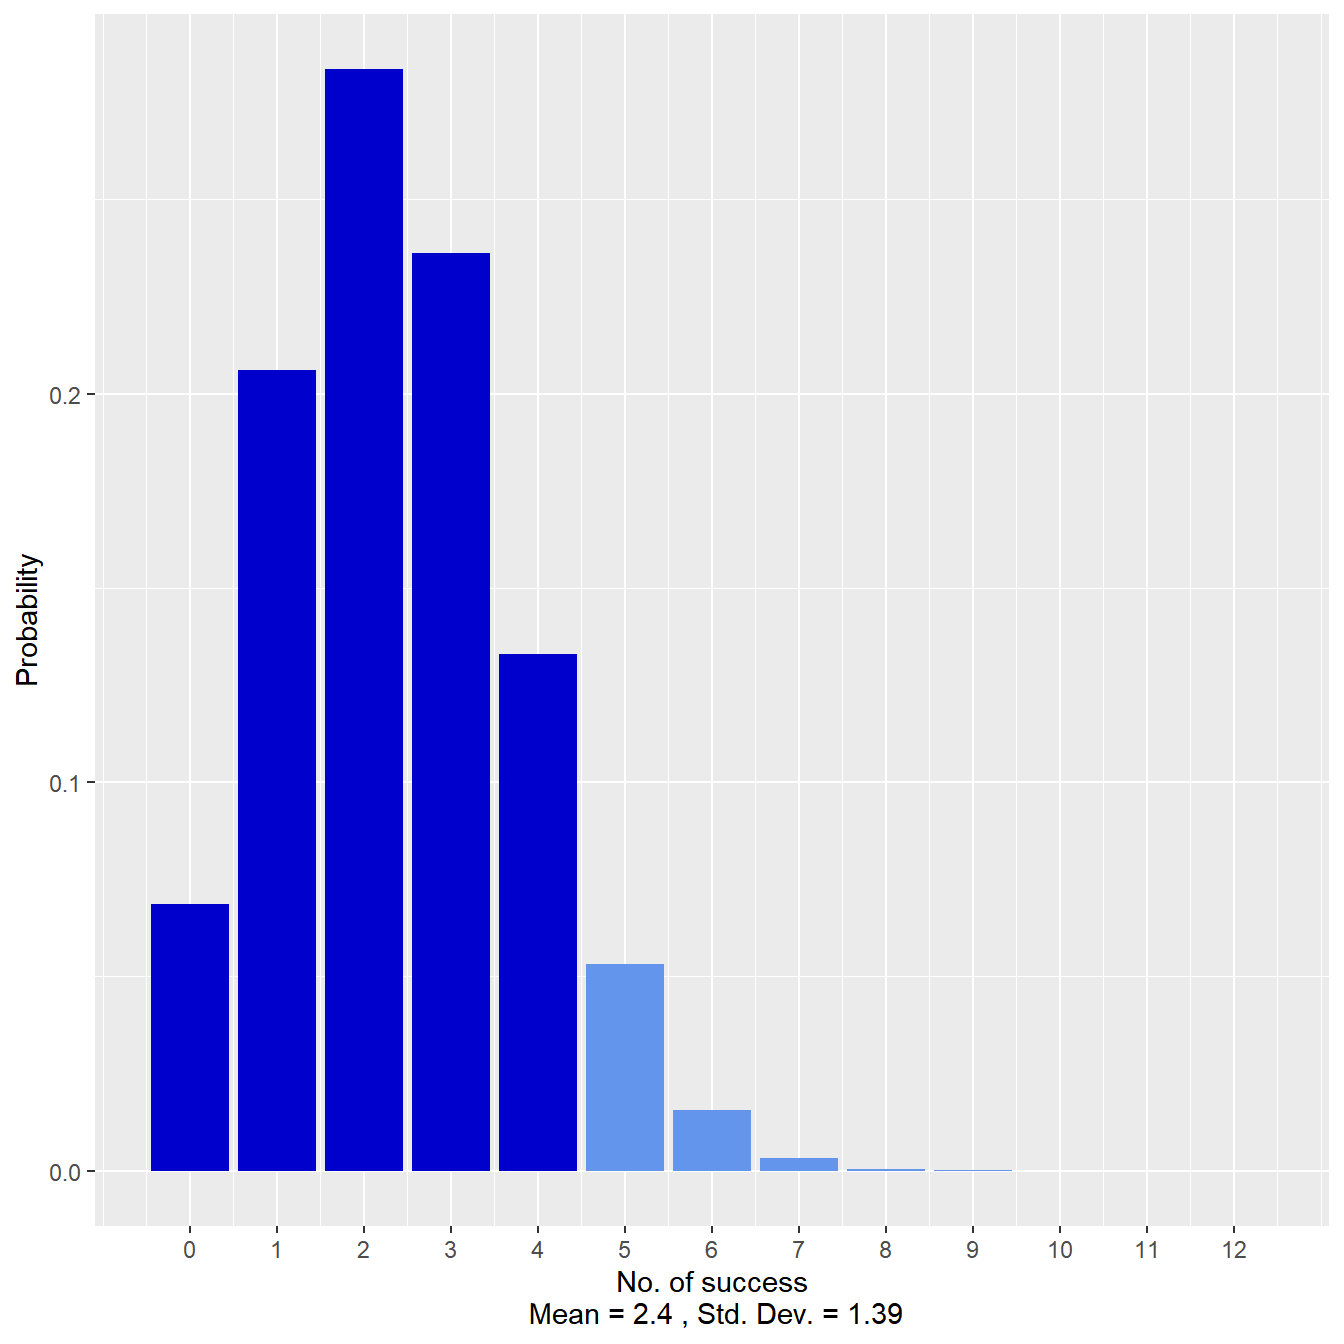 Probability
0.2
0.1
0.0
0 1 2 3 4 5 6 7 8 9 10 11 12
No. of success
Mean = 2.4 , Std. Dev. = 1.39